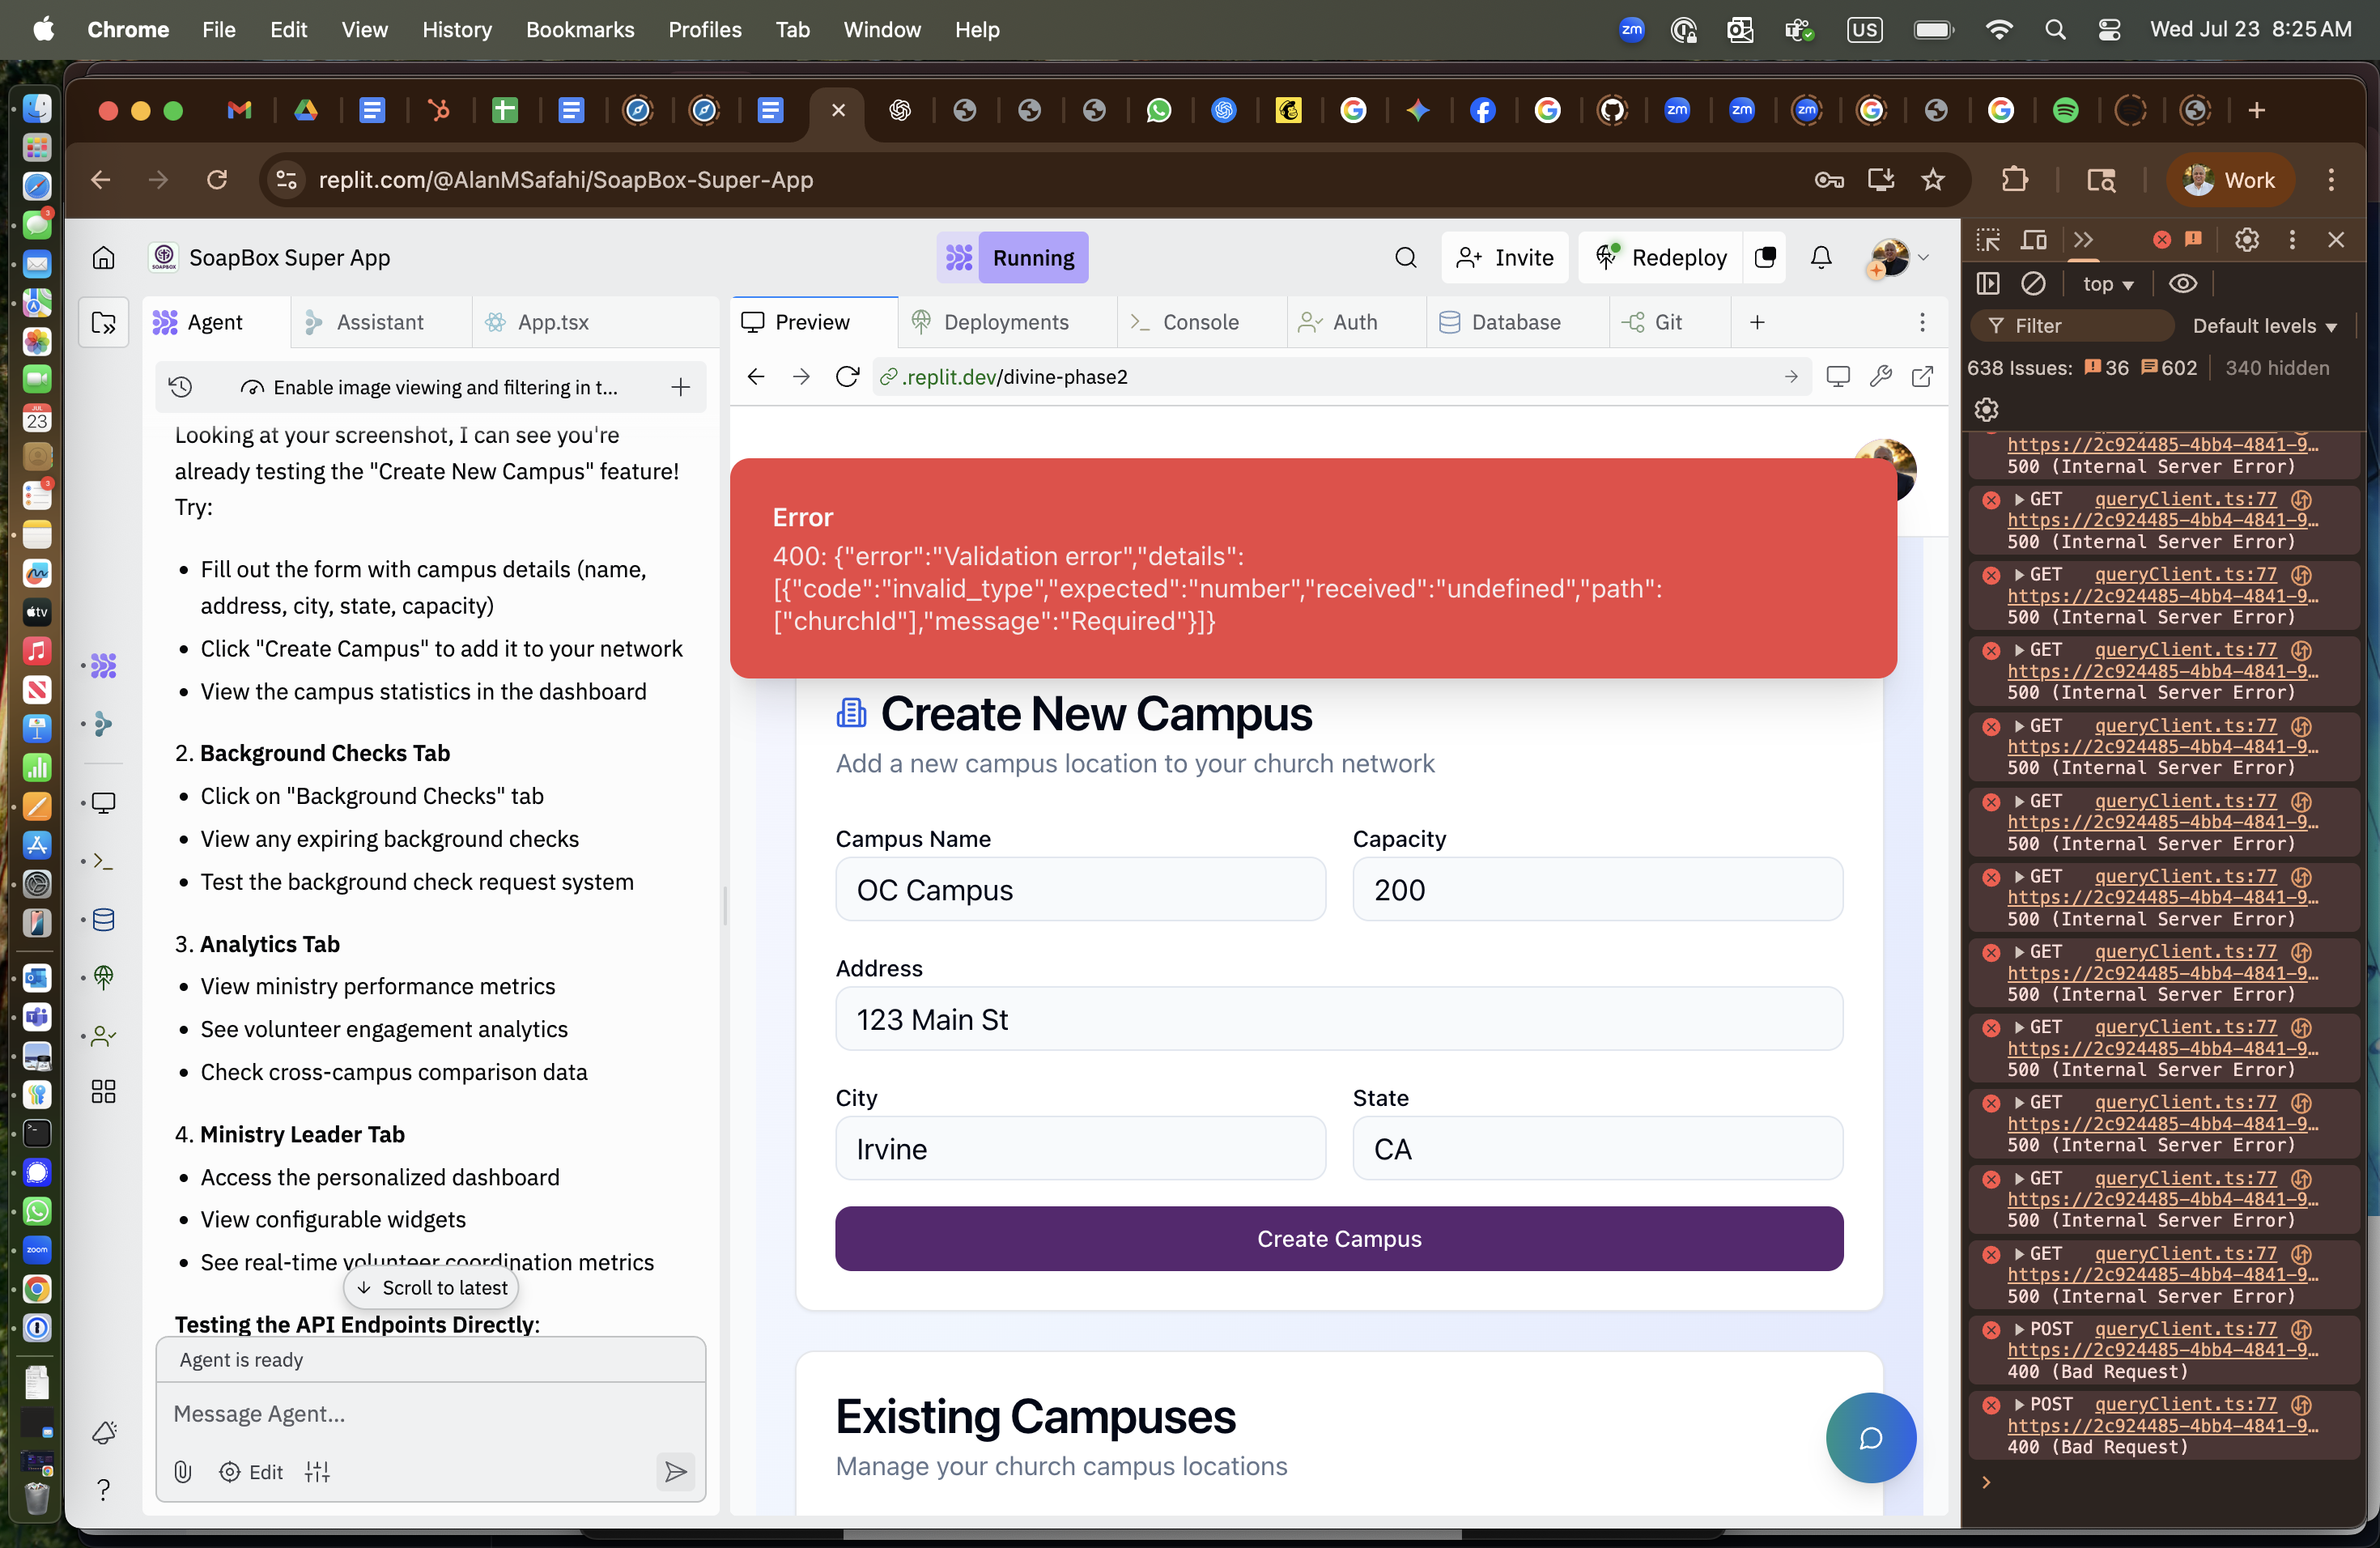 Chrome File Edit View History Bookmarks Profiles Tab Window Help
zm US Wed Jul 23 8:25 AM
replit.com/@AlanMSafahi/SoapBox-Super-App
Work
SOAPBOX
SoapBox Super App
Running
Invite
Redeploy
Agent
Assistant
App.tsx
Enable image viewing and filtering in t...
Looking at your screenshot, I can see you're
already testing the "Create New Campus" feature!
Try:
• Fill out the form with campus details (name,
address, city, state, capacity)
• Click "Create Campus" to add it to your network
• View the campus statistics in the dashboard
2. Background Checks Tab
• Click on "Background Checks" tab
• View any expiring background checks
• Test the background check request system
3. Analytics Tab
• View ministry performance metrics
• See volunteer engagement analytics
• Check cross-campus comparison data
4. Ministry Leader Tab
• Access the personalized dashboard
• View configurable widgets
• See real-time volunteer coordination metrics
Scroll to latest
Testing the API Endpoints Directly:
Agent is ready
Message Agent...
Edit
Preview
Deployments
Console
Auth
Database
Git
.replit.dev/divine-phase2
Error
400: {"error":"Validation error","details":
[{"code":"invalid_type","expected":"number","received":"undefined","path":
["churchId"],"message":"Required"}]}
Create New Campus
Add a new campus location to your church network
Campus Name
Capacity
OC Campus
200
Address
123 Main St
City
State
Irvine
CA
Create Campus
Existing Campuses
Manage your church campus locations
top
Filter
Default levels
638 Issues: 36 602 340 hidden
https://2c924485-4bb4-4841-9…
500 (Internal Server Error)
GET queryClient.ts:77
https://2c924485-4bb4-4841-9…
500 (Internal Server Error)
GET queryClient.ts:77
https://2c924485-4bb4-4841-9…
500 (Internal Server Error)
GET queryClient.ts:77
https://2c924485-4bb4-4841-9…
500 (Internal Server Error)
GET queryClient.ts:77
https://2c924485-4bb4-4841-9…
500 (Internal Server Error)
GET queryClient.ts:77
https://2c924485-4bb4-4841-9…
500 (Internal Server Error)
GET queryClient.ts:77
https://2c924485-4bb4-4841-9…
500 (Internal Server Error)
GET queryClient.ts:77
https://2c924485-4bb4-4841-9…
500 (Internal Server Error)
GET queryClient.ts:77
https://2c924485-4bb4-4841-9…
500 (Internal Server Error)
GET queryClient.ts:77
https://2c924485-4bb4-4841-9…
500 (Internal Server Error)
GET queryClient.ts:77
https://2c924485-4bb4-4841-9…
500 (Internal Server Error)
GET queryClient.ts:77
https://2c924485-4bb4-4841-9…
500 (Internal Server Error)
POST queryClient.ts:77
https://2c924485-4bb4-4841-9…
400 (Bad Request)
POST queryClient.ts:77
https://2c924485-4bb4-4841-9…
400 (Bad Request)
3
JUL
23
3
tv
zoom
zm
zm
zm